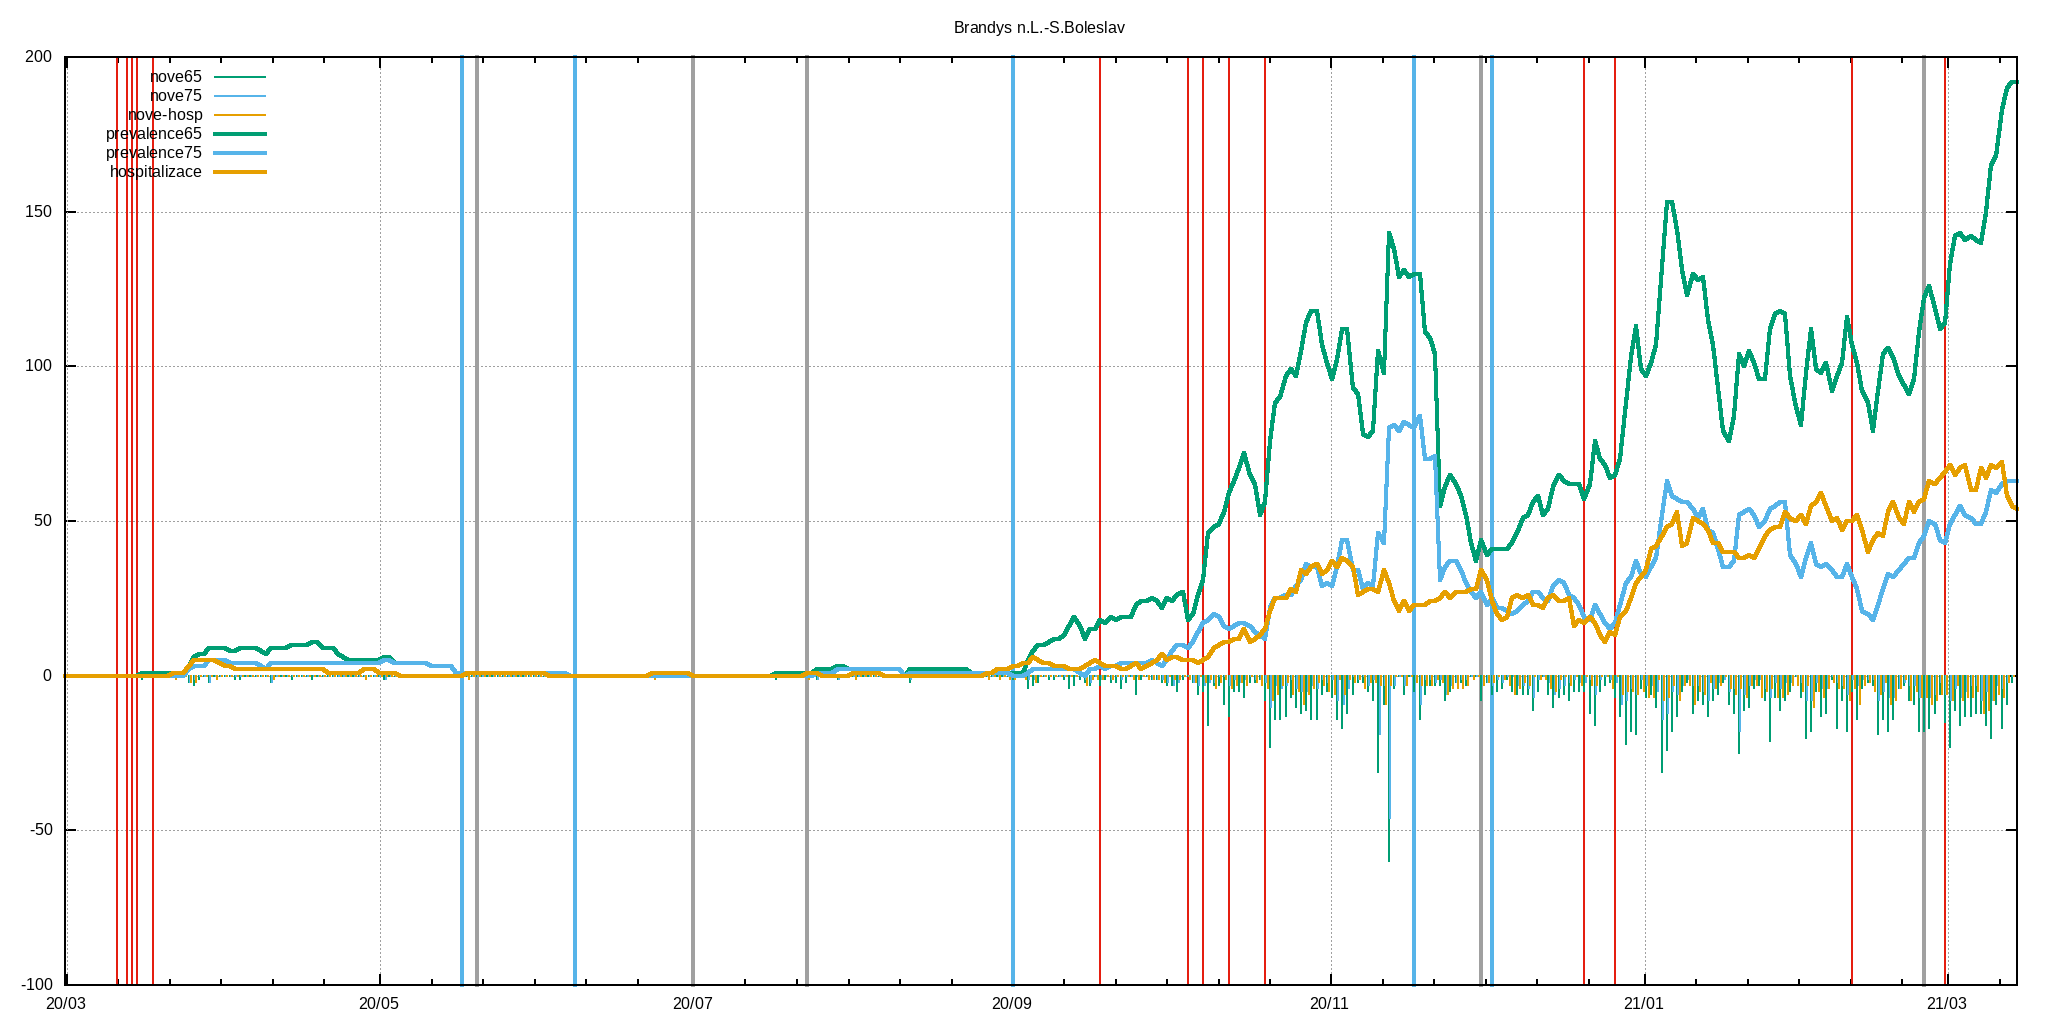 Brandys n.L.-S.Boleslav
200
nove65
nove75
nove-hosp
prevalence65
prevalence75
hospitalizace
150
100
50
0
-50
-100
20/03 20/05 20/07 20/09 20/11 21/01 21/03